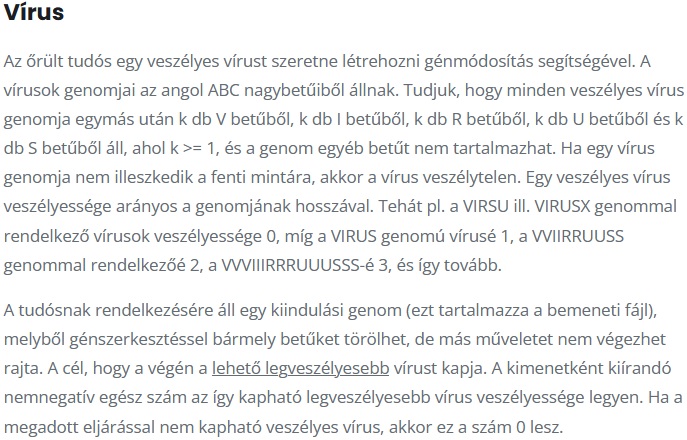 Vírus
Az őrült tudós egy veszélyes vírust szeretne létrehozni génmódosítás segítségével. A
vírusok genomjai az angol ABC nagybetűiből állnak. Tudjuk, hogy minden veszélyes vírus
genomja egymás után k db V betűből, k db I betűből, k db R betűből, k db U betűből és k
db S betűből áll, ahol k >= 1, és a genom egyéb betűt nem tartalmazhat. Ha egy vírus
genomja nem illeszkedik a fenti mintára, akkor a vírus veszélytelen. Egy veszélyes vírus
veszélyessége arányos a genomjának hosszával. Tehát pl. a VIRSU ill. VIRUSX genommal
rendelkező vírusok veszélyessége 0, míg a VIRUS genomú vírusé 1, a VVIIRRUUSS
genommal rendelkezőé 2, a VVVIIIRRRUUUSSS-é 3, és így tovább.
A tudósnak rendelkezésére áll egy kiindulási genom (ezt tartalmazza a bemeneti fájl),
melyből génszerkesztéssel bármely betűket törölhet, de más műveletet nem végezhet
rajta. A cél, hogy a végén a lehető legveszélyesebb vírust kapja. A kimenetként kiírandó
nemnegatív egész szám az így kapható legveszélyesebb vírus veszélyessége legyen. Ha a
megadott eljárással nem kapható veszélyes vírus, akkor ez a szám 0 lesz.